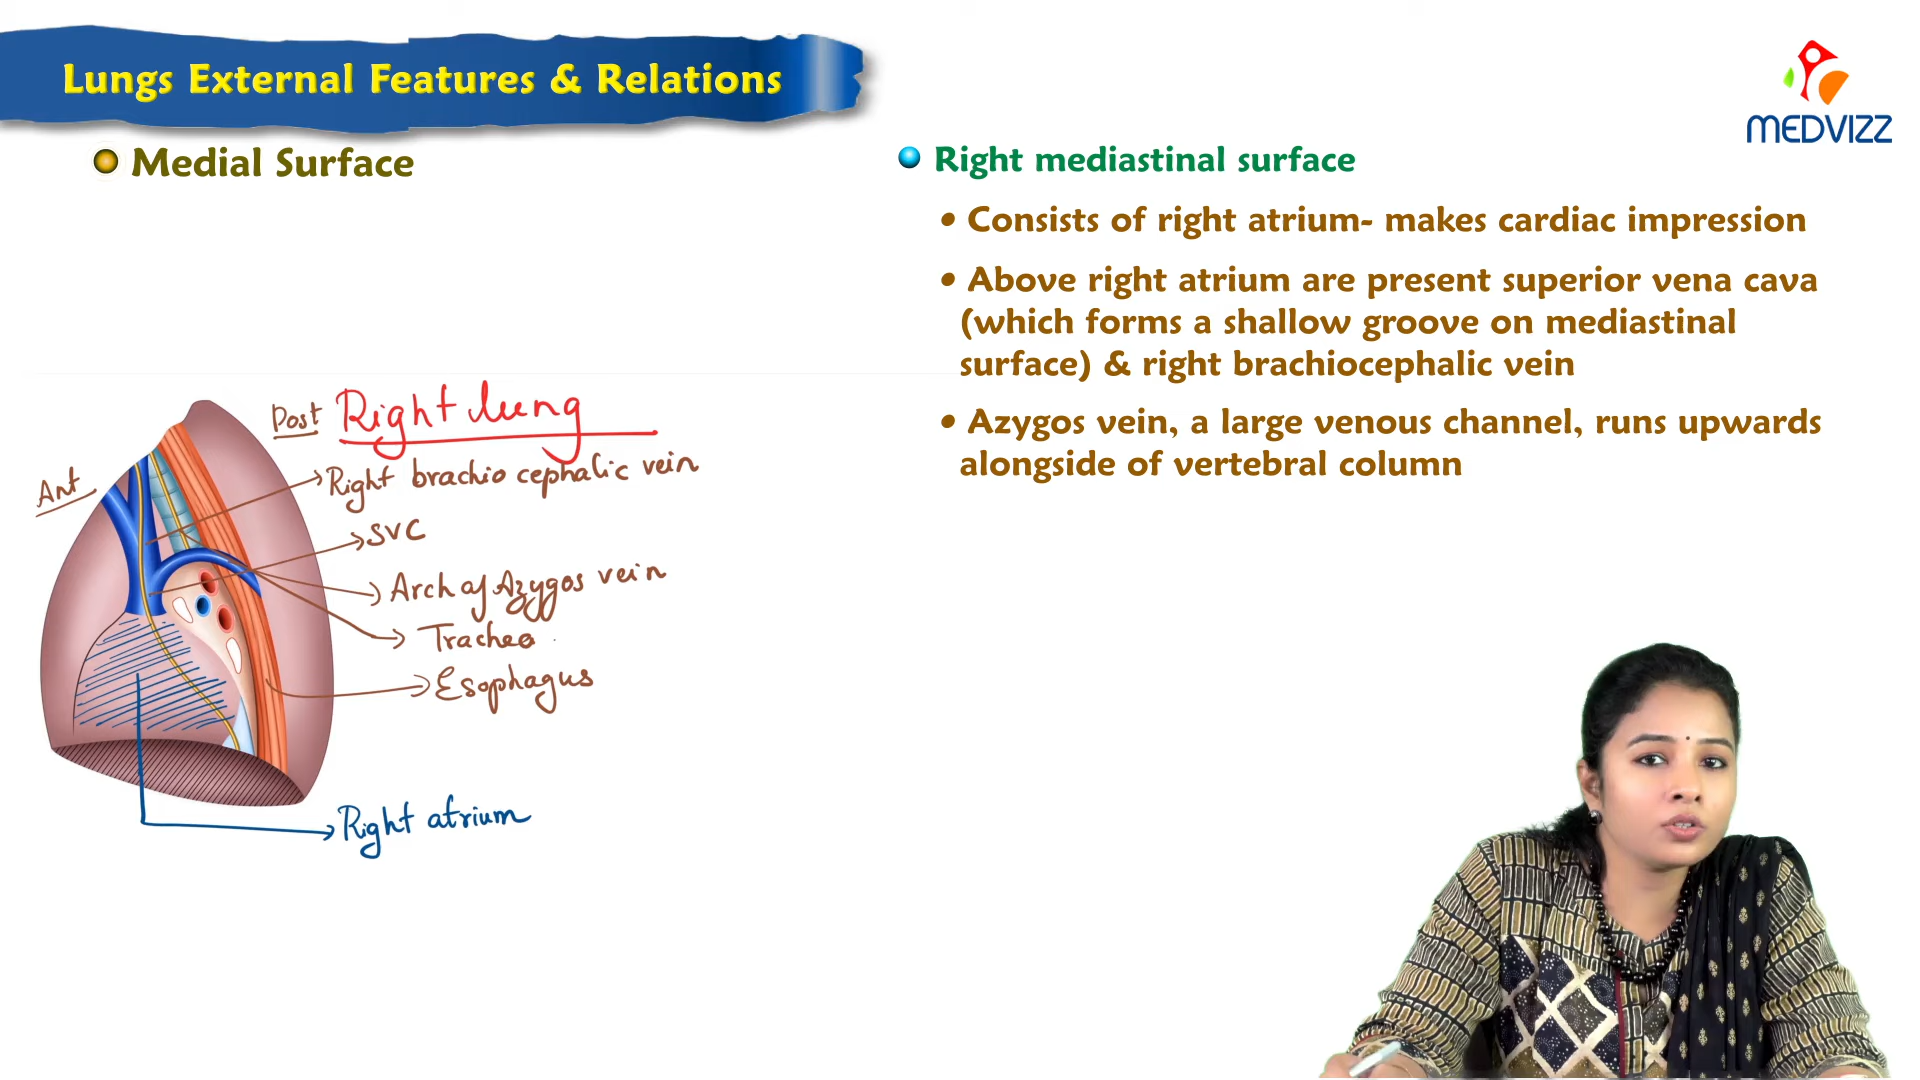 Lungs External Features & Relations
MEDVIZZ
Medial Surface
Right mediastinal surface
• Consists of right atrium- makes cardiac impression
• Above right atrium are present superior vena cava
(which forms a shallow groove on mediastinal
surface) & right brachiocephalic vein
• Azygos vein, a large venous channel, runs upwards
alongside of vertebral column
Post Right lung
Ant
Right brachio cephalic vein
SVC
Arch of Azygos vein
Trachea
Esophagus
Right atrium